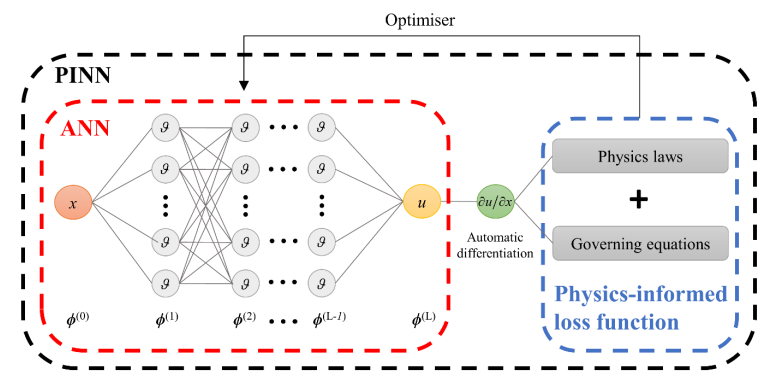 Optimiser
PINN
ANN
𝜗 𝜗 𝜗
𝜗 𝜗 𝜗
𝜗 𝜗 𝜗
𝜗 𝜗 𝜗
x
u
∂u/∂x
Automatic
differentiation
Physics laws
+
Governing equations
Physics-informed
loss function
ϕ⁽⁰⁾ ϕ⁽¹⁾ ϕ⁽²⁾ ϕ⁽ᴸ⁻¹⁾ ϕ⁽ᴸ⁾